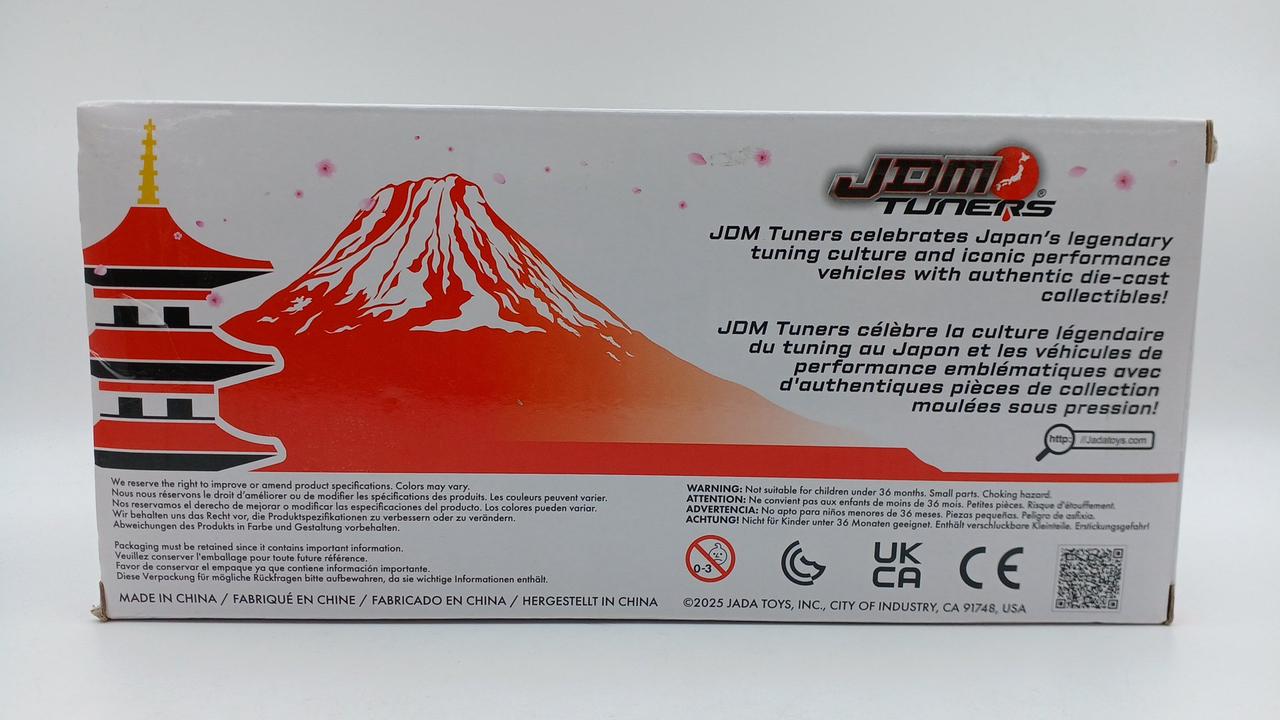 JDM
TUNERS®
JDM Tuners celebrates Japan's legendary
tuning culture and iconic performance
vehicles with authentic die-cast
collectibles!
JDM Tuners célèbre la culture légendaire
du tuning au Japon et les véhicules de
performance emblématiques avec
d'authentiques pièces de collection
moulées sous pression!
http: //Jadatoys.com
We reserve the right to improve or amend product specifications. Colors may vary.
Nous nous réservons le droit d'améliorer ou de modifier les spécifications des produits. Les couleurs peuvent varier.
Nos reservamos el derecho de mejorar o modificar las especificaciones del producto. Los colores pueden variar.
Wir behalten uns das Recht vor, die Produktspezifikationen zu verbessern oder zu verändern.
Abweichungen des Produkts in Farbe und Gestaltung vorbehalten.
Packaging must be retained since it contains important information.
Veuillez conserver l'emballage pour toute future référence.
Favor de conservar el empaque ya que contiene información importante.
Diese Verpackung für mögliche Rückfragen bitte aufbewahren, da sie wichtige Informationen enthält.
MADE IN CHINA / FABRIQUÉ EN CHINE / FABRICADO EN CHINA / HERGESTELLT IN CHINA
WARNING: Not suitable for children under 36 months. Small parts. Choking hazard.
ATTENTION: Ne convient pas aux enfants de moins de 36 mois. Petites pièces. Risque d'étouffement.
ADVERTENCIA: No apto para niños menores de 36 meses. Piezas pequeñas. Peligro de asfixia.
ACHTUNG! Nicht für Kinder unter 36 Monaten geeignet. Enthält verschluckbare Kleinteile. Erstickungsgefahr!
0-3
UK
CA
CE
©2025 JADA TOYS, INC., CITY OF INDUSTRY, CA 91748, USA